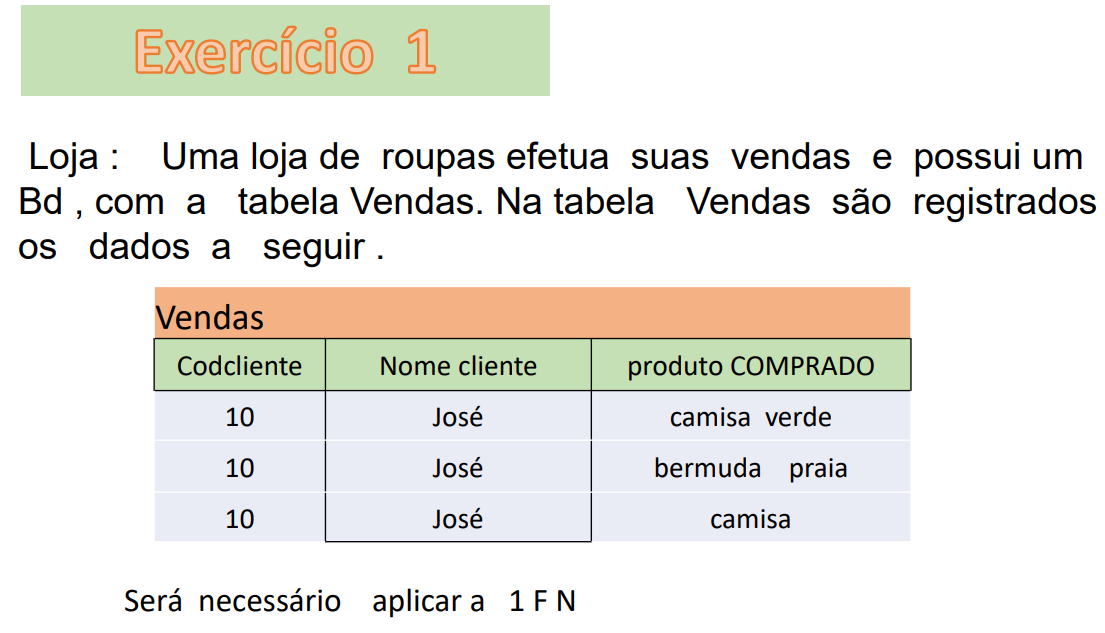 Exercício 1
Loja : Uma loja de roupas efetua suas vendas e possui um
Bd , com a tabela Vendas. Na tabela Vendas são registrados
os dados a seguir .
Vendas
Codcliente Nome cliente produto COMPRADO
10 José camisa verde
10 José bermuda praia
10 José camisa
Será necessário aplicar a 1 F N